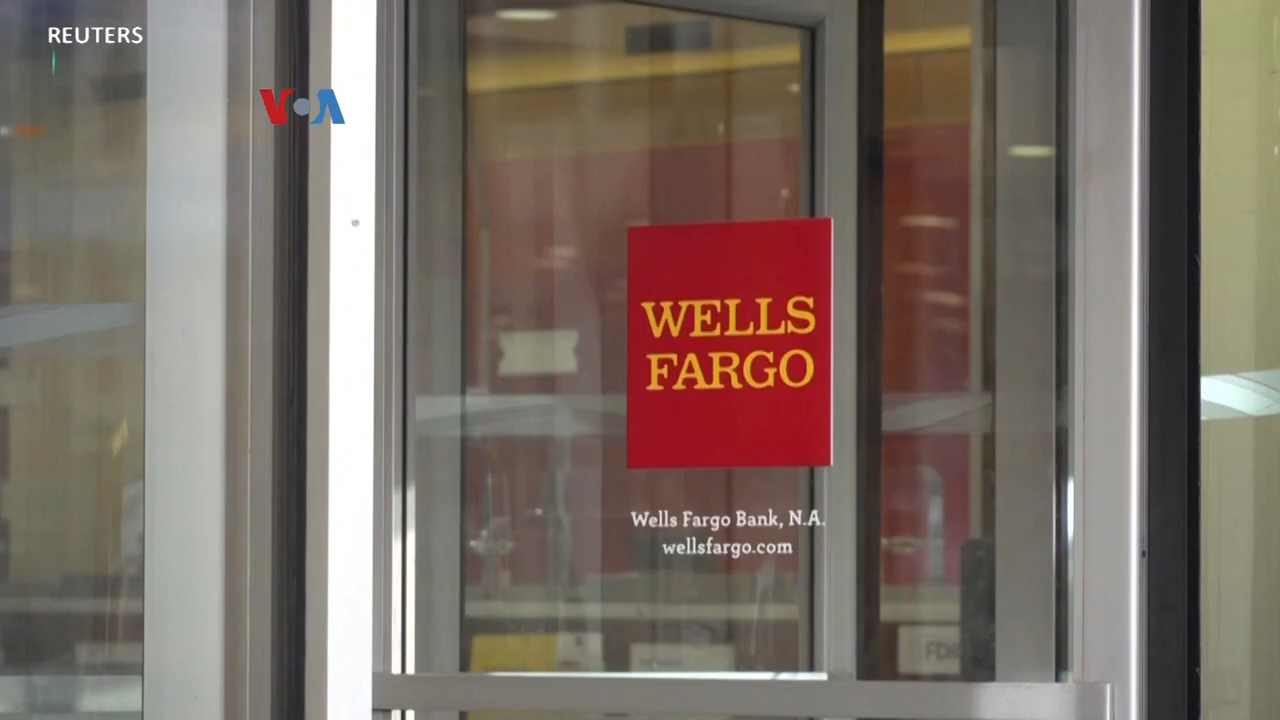 REUTERS
VOA
WELLS
FARGO
Wells Fargo Bank, N.A.
wellsfargo.com